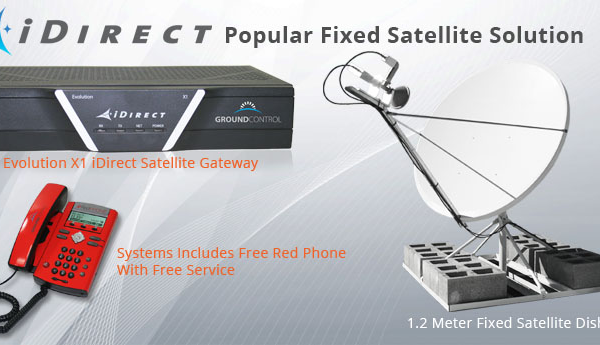 iDIRECT Popular Fixed Satellite Solution
Evolution
X1
iDIRECT
GROUNDCONTROL
Evolution X1 iDirect Satellite Gateway
Systems Includes Free Red Phone
With Free Service
1.2 Meter Fixed Satellite Dish